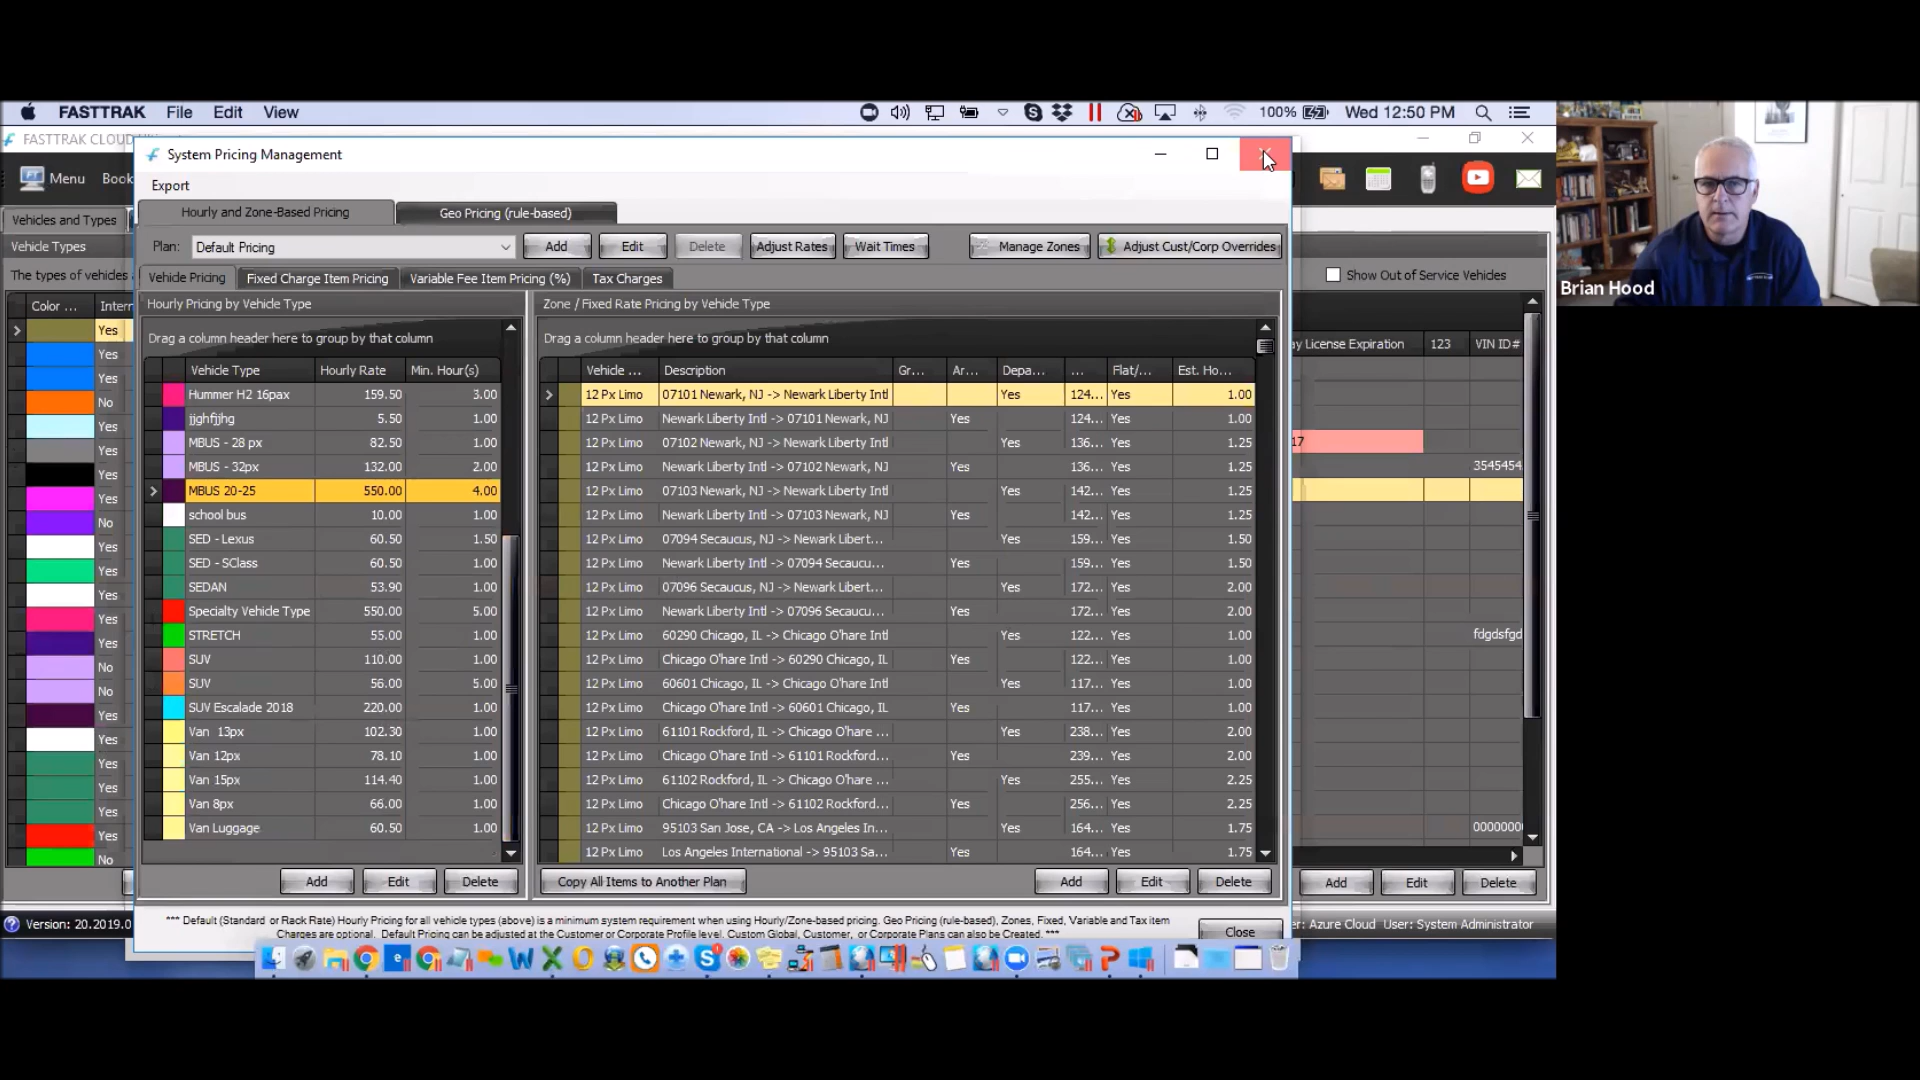 FASTTRAK File Edit View 100% Wed 12:50 PM
FASTTRAK CLOUD
System Pricing Management
Menu Book
Export
Vehicles and Types
Hourly and Zone-Based Pricing Geo Pricing (rule-based)
Vehicle Types
Plan: Default Pricing Add Edit Delete Adjust Rates Wait Times Manage Zones Adjust Cust/Corp Overrides
The types of vehicles
Vehicle Pricing Fixed Charge Item Pricing Variable Fee Item Pricing (%) Tax Charges
Show Out of Service Vehicles
Brian Hood
Color ... Intern
Hourly Pricing by Vehicle Type Zone / Fixed Rate Pricing by Vehicle Type
Drag a column header here to group by that column Drag a column header here to group by that column
License Expiration 123 VIN ID#
Vehicle Type Hourly Rate Min. Hour(s) Vehicle ... Description Gr... Ar... Depa... ... Flat/... Est. Ho...
Hummer H2 16pax 159.50 3.00 12 Px Limo 07101 Newark, NJ -> Newark Liberty Intl Yes 124... Yes 1.00
jjghfjjhg 5.50 1.00 12 Px Limo Newark Liberty Intl -> 07101 Newark, NJ Yes 124... Yes 1.00
MBUS - 28 px 82.50 1.00 12 Px Limo 07102 Newark, NJ -> Newark Liberty Intl Yes 136... Yes 1.25
MBUS - 32px 132.00 2.00 12 Px Limo Newark Liberty Intl -> 07102 Newark, NJ Yes 136... Yes 1.25
MBUS 20-25 550.00 4.00 12 Px Limo 07103 Newark, NJ -> Newark Liberty Intl Yes 142... Yes 1.25
school bus 10.00 1.00 12 Px Limo Newark Liberty Intl -> 07103 Newark, NJ Yes 142... Yes 1.25
SED - Lexus 60.50 1.50 12 Px Limo 07094 Secaucus, NJ -> Newark Libert... Yes 159... Yes 1.50
SED - SClass 60.50 1.00 12 Px Limo Newark Liberty Intl -> 07094 Secaucu... Yes 159... Yes 1.50
SEDAN 53.90 1.00 12 Px Limo 07096 Secaucus, NJ -> Newark Libert... Yes 172... Yes 2.00
Specialty Vehicle Type 550.00 5.00 12 Px Limo Newark Liberty Intl -> 07096 Secaucu... Yes 172... Yes 2.00
STRETCH 55.00 1.00 12 Px Limo 60290 Chicago, IL -> Chicago O'hare Intl Yes 122... Yes 1.00
SUV 110.00 1.00 12 Px Limo Chicago O'hare Intl -> 60290 Chicago, IL Yes 122... Yes 1.00
SUV 56.00 5.00 12 Px Limo 60601 Chicago, IL -> Chicago O'hare Intl Yes 117... Yes 1.00
SUV Escalade 2018 220.00 1.00 12 Px Limo Chicago O'hare Intl -> 60601 Chicago, IL Yes 117... Yes 1.00
Van 13px 102.30 1.00 12 Px Limo 61101 Rockford, IL -> Chicago O'hare ... Yes 238... Yes 2.00
Van 12px 78.10 1.00 12 Px Limo Chicago O'hare Intl -> 61101 Rockford... Yes 239... Yes 2.00
Van 15px 114.40 1.00 12 Px Limo 61102 Rockford, IL -> Chicago O'hare ... Yes 255... Yes 2.25
Van 8px 66.00 1.00 12 Px Limo Chicago O'hare Intl -> 61102 Rockford... Yes 256... Yes 2.25
Van Luggage 60.50 1.00 12 Px Limo 95103 San Jose, CA -> Los Angeles In... Yes 164... Yes 1.75
12 Px Limo Los Angeles International -> 95103 Sa... Yes 164... Yes 1.75
Yes
Yes
Yes
No
Yes
Yes
Yes
Yes
No
Yes
Yes
Yes
Yes
Yes
No
No
Yes
Yes
Yes
Yes
Yes
Yes
No
17
3545454
fdgdsfgd
0000000
Add Edit Delete Copy All Items to Another Plan Add Edit Delete Add Edit Delete
*** Default (Standard or Rack Rate) Hourly Pricing for all vehicle types (above) is a minimum system requirement when using Hourly/Zone-based pricing. Geo Pricing (rule-based), Zones, Fixed, Variable and Tax item
Charges are optional. Default Pricing can be adjusted at the Customer or Corporate Profile level. Custom Global, Customer, or Corporate Plans can also be Created. ***
Close
Version: 20.2019.0
Azure Cloud User: System Administrator